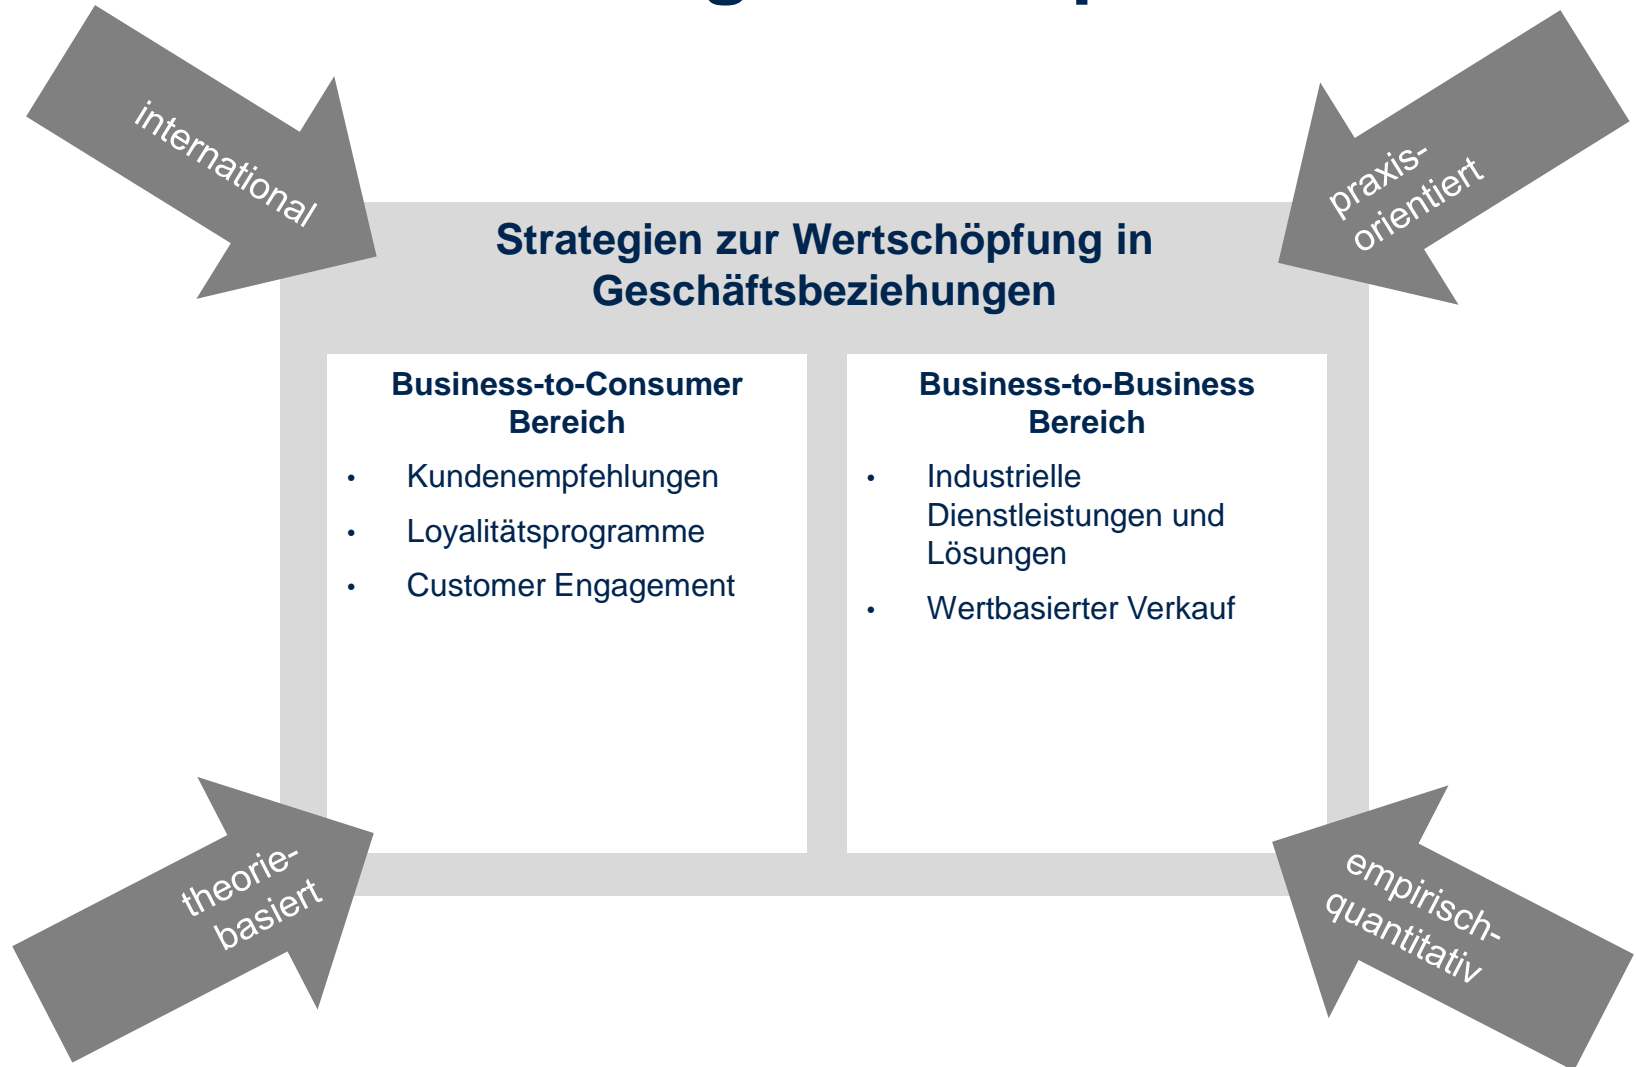 international
praxis-
orientiert
Strategien zur Wertschöpfung in
Geschäftsbeziehungen
Business-to-Consumer
Bereich
• Kundenempfehlungen
• Loyalitätsprogramme
• Customer Engagement
Business-to-Business
Bereich
• Industrielle
Dienstleistungen und
Lösungen
• Wertbasierter Verkauf
theorie-
basiert
empirisch-
quantitativ